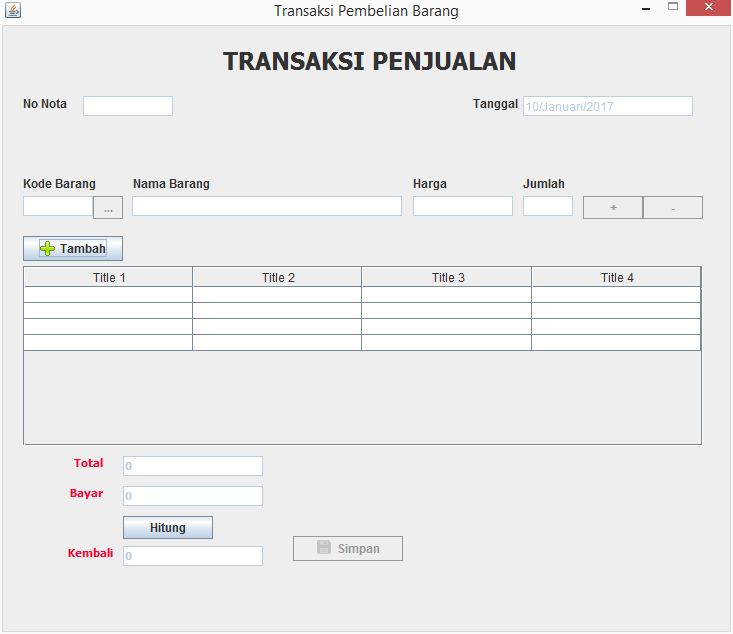 Transaksi Pembelian Barang
TRANSAKSI PENJUALAN
No Nota Tanggal 10/Januari/2017
Kode Barang Nama Barang Harga Jumlah
... + -
Tambah
Title 1 Title 2 Title 3 Title 4
Total 0
Bayar 0
Hitung
Kembali 0 Simpan